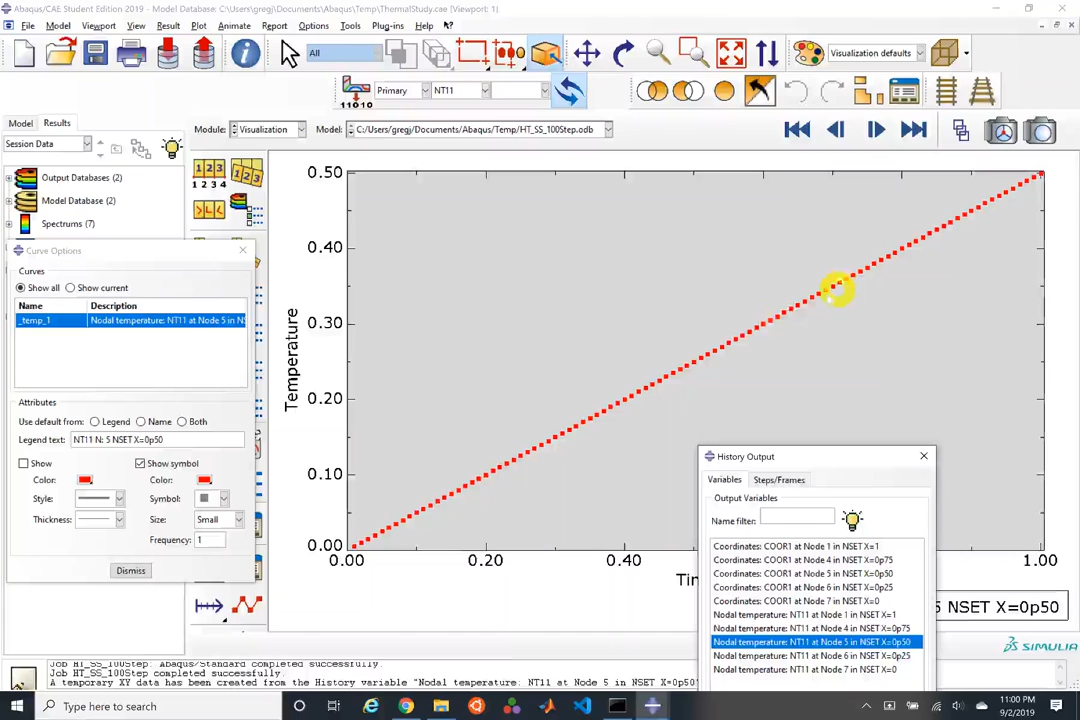 Abaqus/CAE Student Edition 2019 - Model Database: C:\Users\gregj\Documents\Abaqus\Temp\ThermalStudy.cae [Viewport: 1]
File Model Viewport View Result Plot Animate Report Options Tools Plug-ins Help
All
Visualization defaults
Primary NT11
Model Results
Module: Visualization Model: C:/Users/gregj/Documents/Abaqus/Temp/HT_SS_100Step.odb
Session Data
Output Databases (2)
Model Database (2)
Spectrums (7)
Curve Options
Curves
Show all Show current
Name Description
_temp_1 Nodal temperature: NT11 at Node 5 in NS
Attributes
Use default from: Legend Name Both
Legend text: NT11 N: 5 NSET X=0p50
Show Show symbol
Color: Color:
Style: Symbol:
Thickness: Size: Small
Frequency: 1
Dismiss
0.50
0.40
0.30
0.20
0.10
0.00
Temperature
0.00 0.20 0.40 1.00
5 NSET X=0p50
History Output
Variables Steps/Frames
Output Variables
Name filter:
Coordinates: COOR1 at Node 1 in NSET X=1
Coordinates: COOR1 at Node 4 in NSET X=0p75
Coordinates: COOR1 at Node 5 in NSET X=0p50
Coordinates: COOR1 at Node 6 in NSET X=0p25
Coordinates: COOR1 at Node 7 in NSET X=0
Nodal temperature: NT11 at Node 1 in NSET X=1
Nodal temperature: NT11 at Node 4 in NSET X=0p75
Nodal temperature: NT11 at Node 5 in NSET X=0p50
Nodal temperature: NT11 at Node 6 in NSET X=0p25
Nodal temperature: NT11 at Node 7 in NSET X=0
SIMULIA
Job HT_SS_100Step: Abaqus/Standard completed successfully.
Job HT_SS_100Step completed successfully.
A temporary XY data has been created from the History variable "Nodal temperature: NT11 at Node 5 in NSET X=0p50"
Type here to search
11:00 PM
9/2/2019